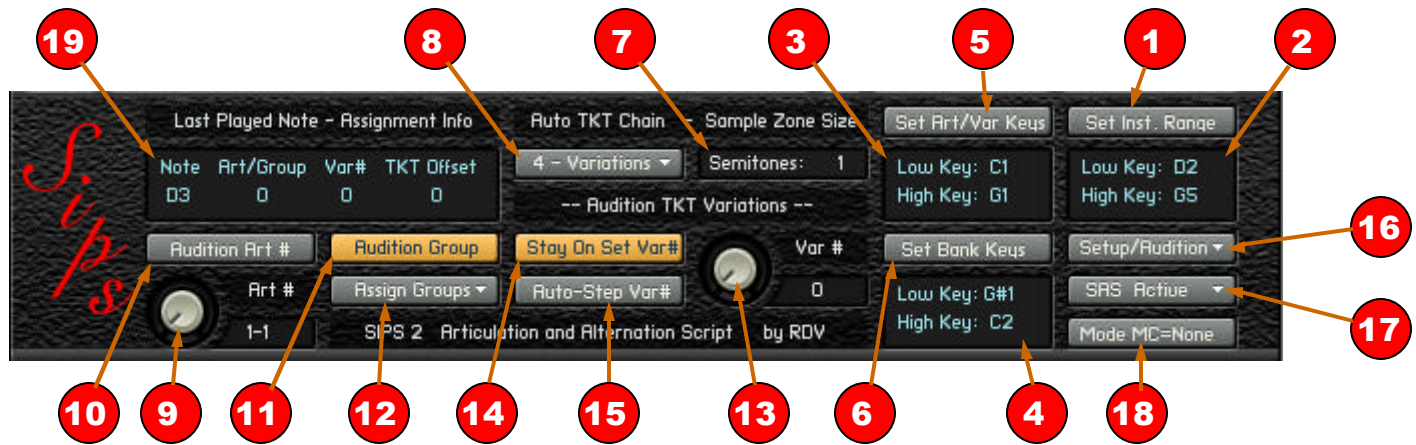 19 8 7 3 5 1 2
Sips
Last Played Note - Assignment Info
Note Art/Group Var# TKT Offset
D3 0 0 0
Auto TKT Chain - Sample Zone Size
4 - Variations
Semitones: 1
-- Audition TKT Variations --
Set Art/Var Keys
Low Key: C1
High Key: G1
Set Inst. Range
Low Key: D2
High Key: G5
Audition Art #
Audition Group
Stay On Set Var#
Var #
0
Set Bank Keys
Setup/Audition
16
Art #
1-1
Assign Groups
Auto-Step Var#
Low Key: G#1
High Key: C2
SAS Active
17
SIPS 2 Articulation and Alternation Script by RDV
Mode MC=None
10 9 11 12 14 15 13 6 4 18